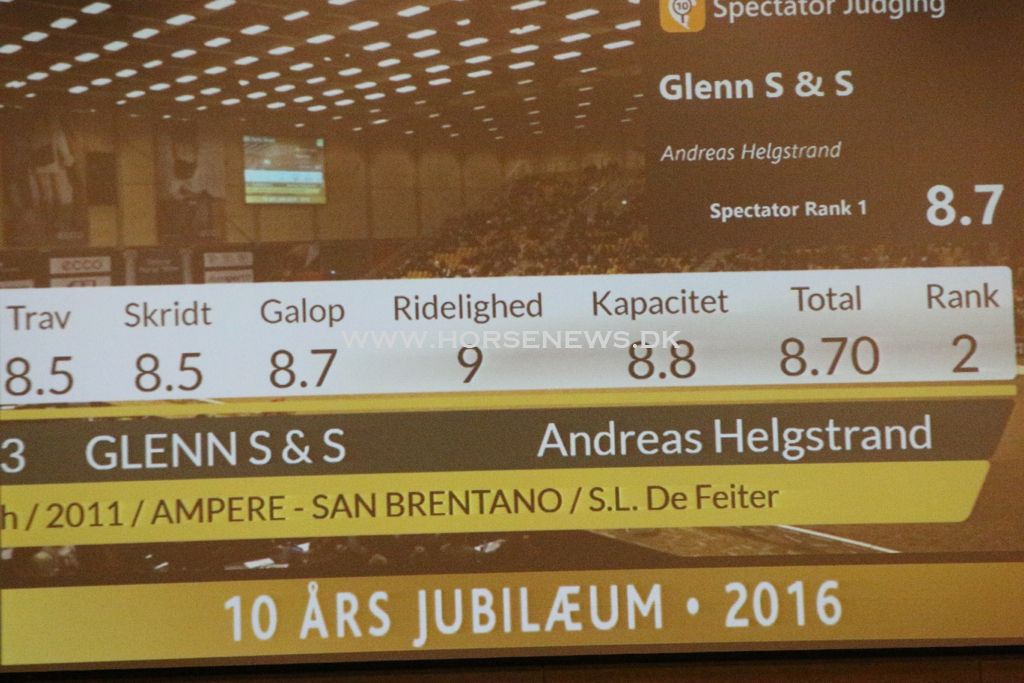 Spectator Judging
Glenn S & S
Andreas Helgstrand
Spectator Rank 1 8.7
ecco
Trav Skridt Galop Ridelighed Kapacitet Total Rank
WWW.HORSENEWS.DK
8.5 8.5 8.7 9 8.8 8.70 2
3 GLENN S & S Andreas Helgstrand
h / 2011 / AMPERE - SAN BRENTANO / S.L. De Feiter
10 ÅRS JUBILÆUM • 2016